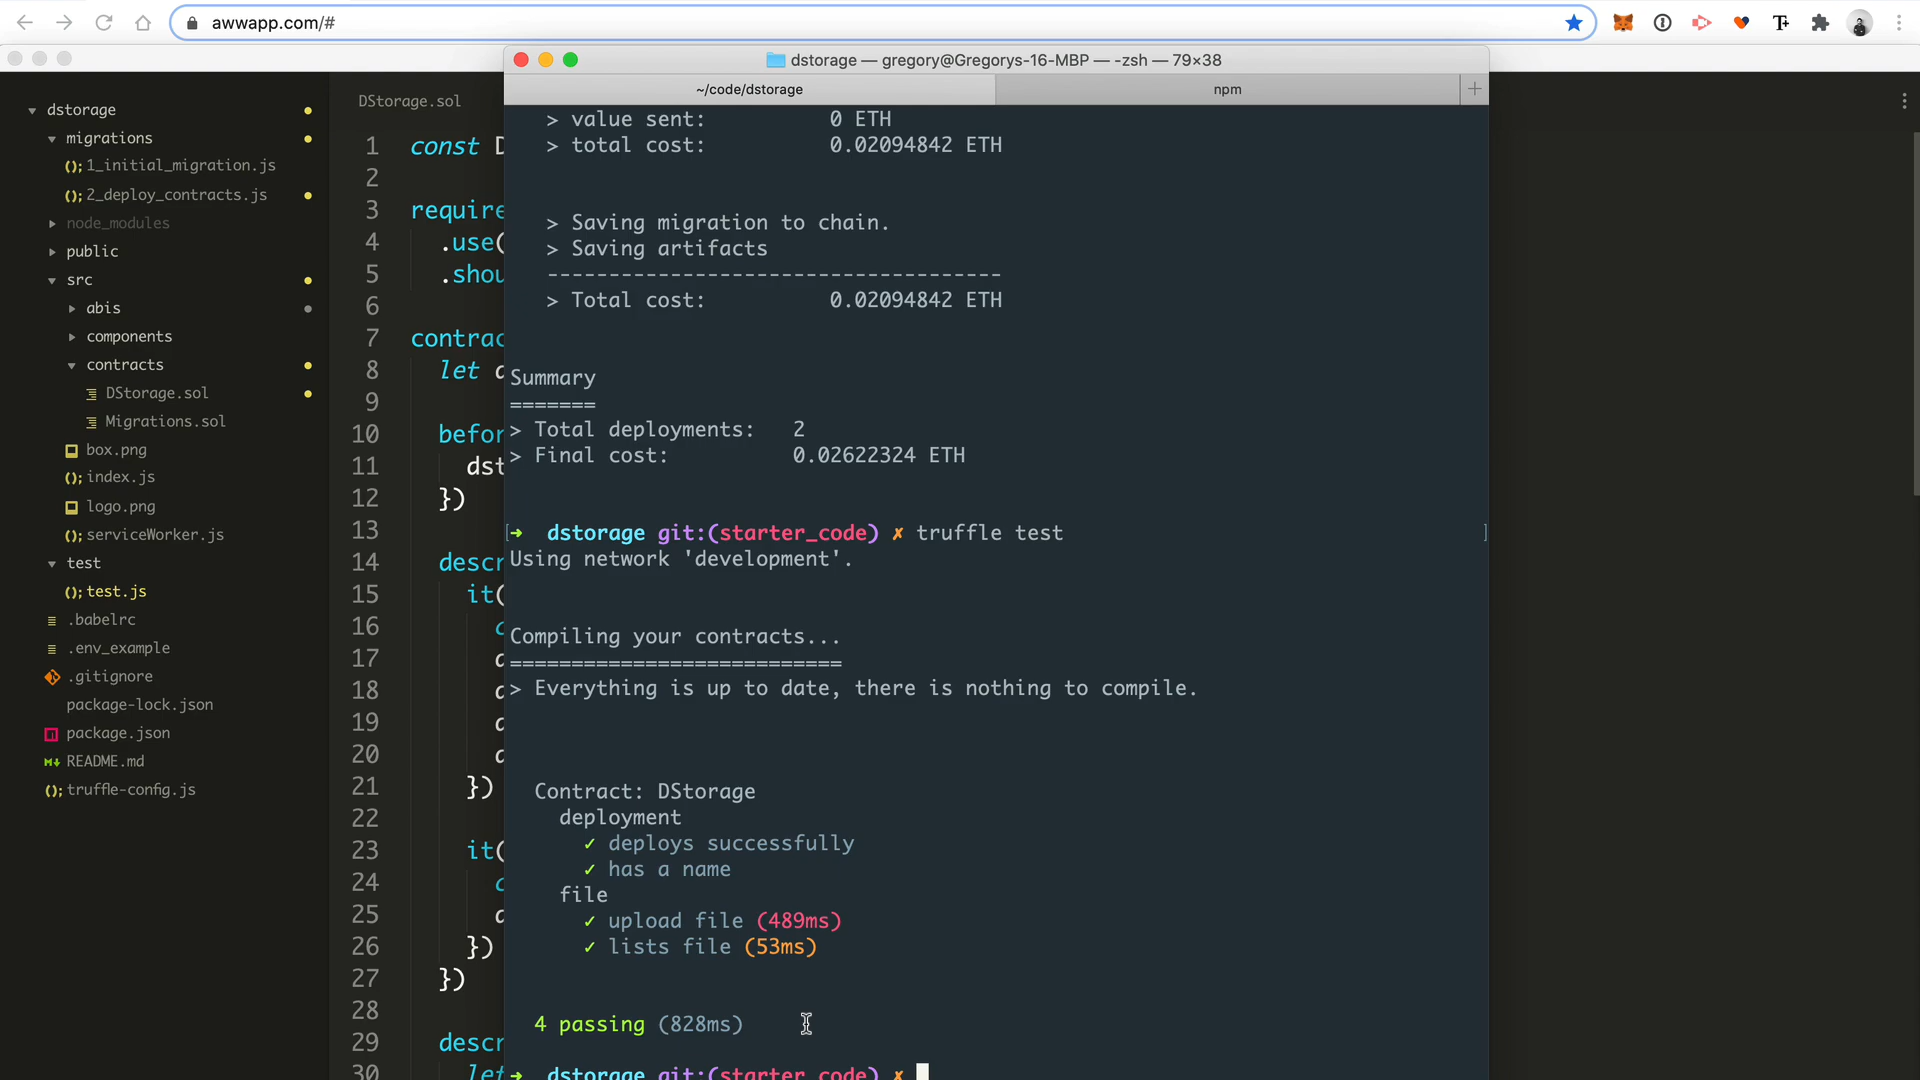 awwapp.com/#
dstorage — gregory@Gregorys-16-MBP — -zsh — 79×38
~/code/dstorage
npm
dstorage
migrations
1_initial_migration.js
2_deploy_contracts.js
node_modules
public
src
abis
components
contracts
DStorage.sol
Migrations.sol
box.png
index.js
logo.png
serviceWorker.js
test
test.js
.babelrc
.env_example
.gitignore
package-lock.json
package.json
README.md
truffle-config.js
DStorage.sol
1 const D
2
3 require
4 .use(
5 .shou
6
7 contrac
8 let d
9
10 befor
11 dst
12 })
13
14 descr
15 it(
16 c
17 a
18 a
19 a
20 a
21 })
22
23 it(
24 c
25 a
26 })
27 })
28
29 descr
30 let
> value sent: 0 ETH
> total cost: 0.02094842 ETH
> Saving migration to chain.
> Saving artifacts
-------------------------------------
> Total cost: 0.02094842 ETH
Summary
=======
> Total deployments: 2
> Final cost: 0.02622324 ETH
[➜ dstorage git:(starter_code) ✗ truffle test ]
Using network 'development'.
Compiling your contracts...
===========================
> Everything is up to date, there is nothing to compile.
Contract: DStorage
deployment
✓ deploys successfully
✓ has a name
file
✓ upload file (489ms)
✓ lists file (53ms)
4 passing (828ms)
➜ dstorage git:(starter_code) ✗